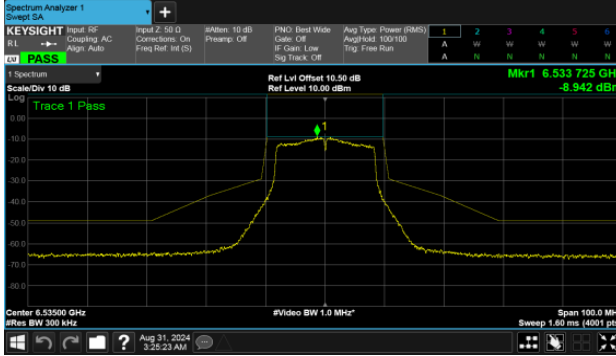 Spectrum Analyzer 1
Swept SA
+
KEYSIGHT Input: RF Input Z: 50 Ω #Atten: 10 dB PNO: Best Wide Avg Type: Power (RMS) 1 2 3 4 5 6
RL Coupling: AC Corrections: On Preamp: Off Gate: Off Avg|Hold: 100/100 A W W W W W
Align: Auto Freq Ref: Int (S) IF Gain: Low Trig: Free Run
LXI PASS Sig Track: Off A N N N N N
1 Spectrum Ref Lvl Offset 10.50 dB Mkr1 6.533 725 GH
Scale/Div 10 dB Ref Level 10.00 dBm -8.942 dBr
Log
Trace 1 Pass
0.00
1
-10.0
-20.0
-30.0
-40.0
-50.0
-60.0
-70.0
-80.0
Center 6.53500 GHz #Video BW 1.0 MHz* Span 100.0 MH
#Res BW 300 kHz Sweep 1.60 ms (4001 pts
? Aug 31, 2024
3:25:23 AM